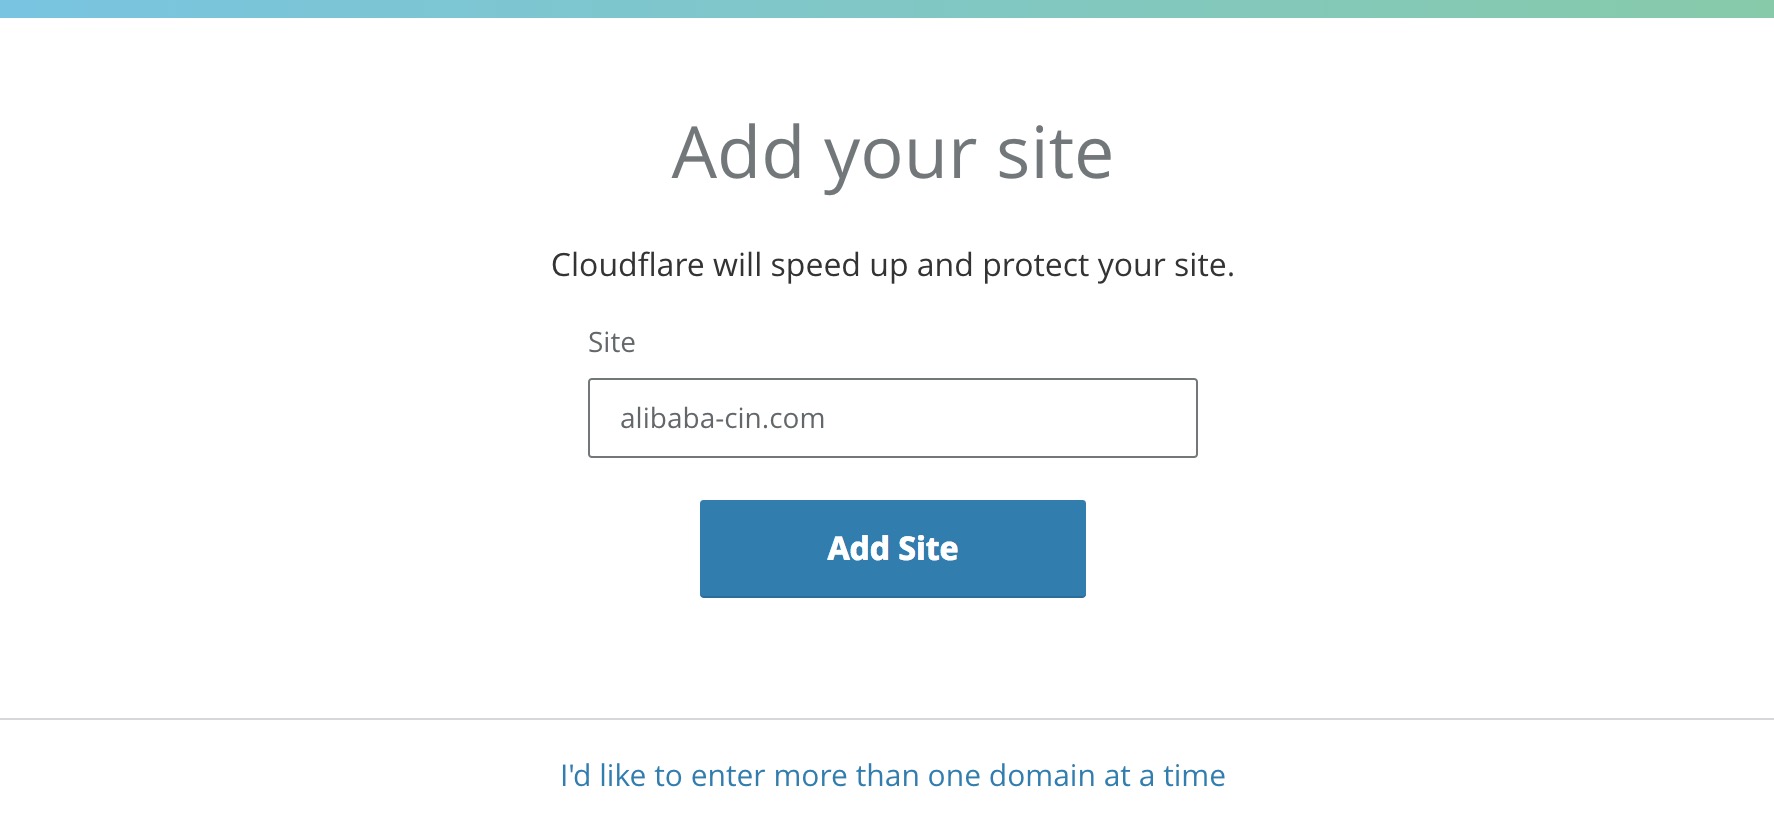 Add your site
Cloudflare will speed up and protect your site.
Site
alibaba-cin.com
Add Site
I'd like to enter more than one domain at a time